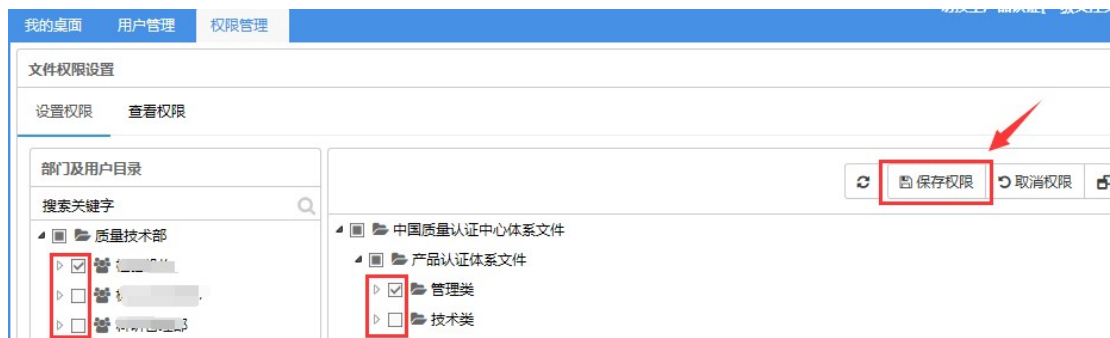 我的桌面 用户管理 权限管理
文件权限设置
设置权限 查看权限
部门及用户目录
保存权限 取消权限
搜索关键字
质量技术部
中国质量认证中心体系文件
产品认证体系文件
管理类
技术类